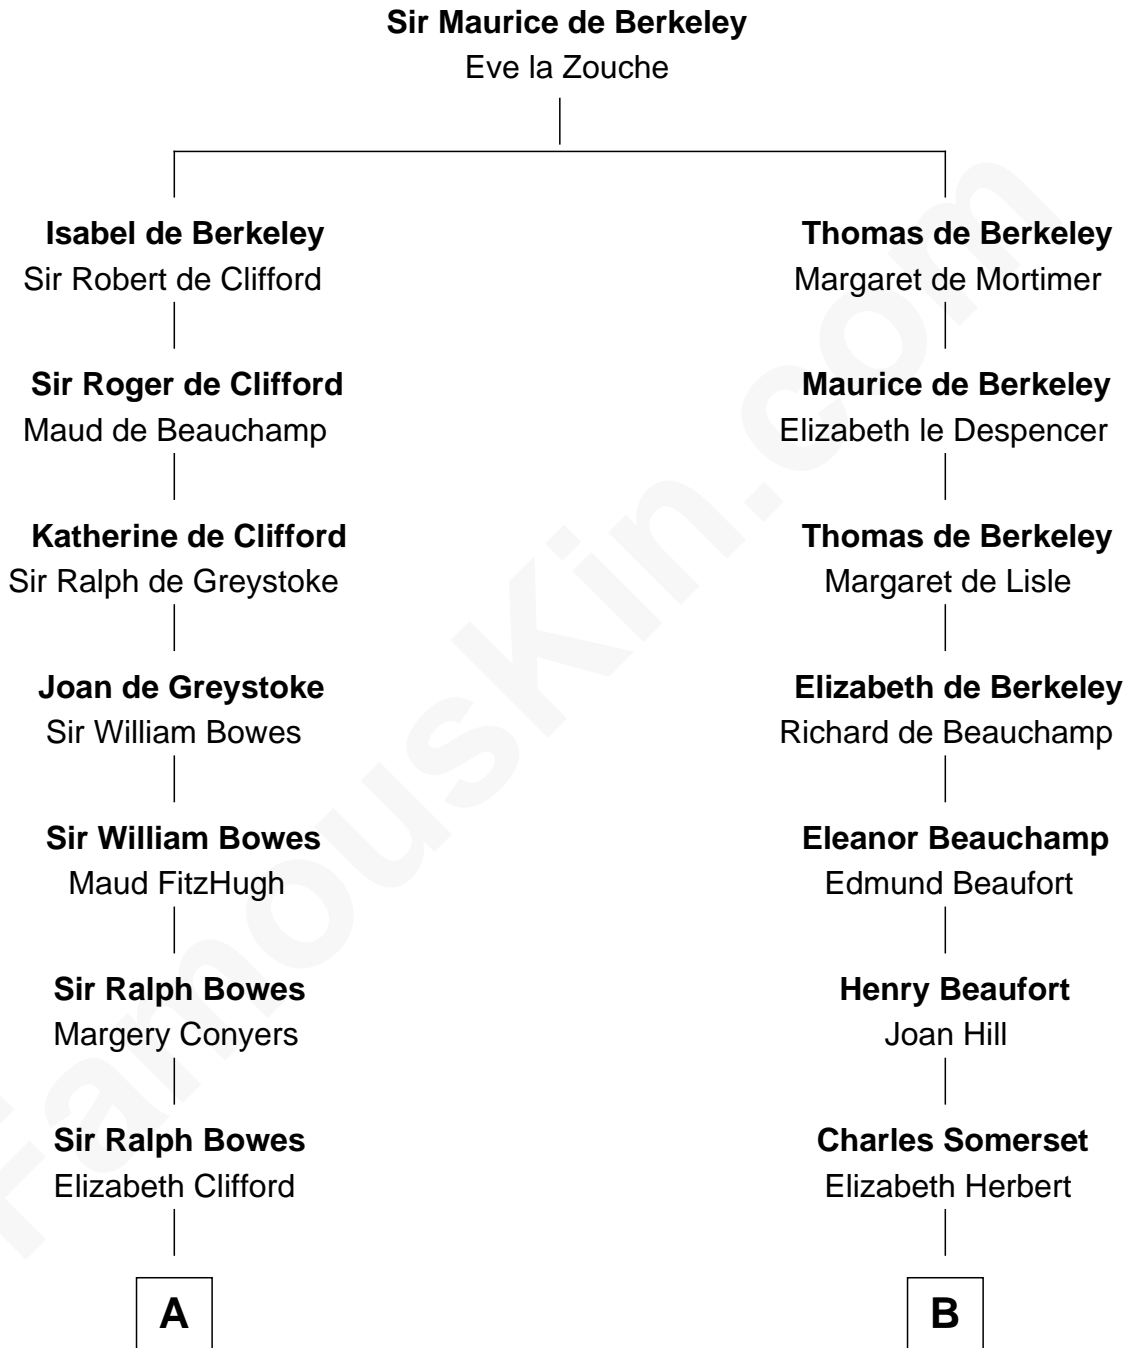 Sir Maurice de Berkeley
Eve la Zouche
Isabel de Berkeley
Sir Robert de Clifford
Thomas de Berkeley
Margaret de Mortimer
Sir Roger de Clifford
Maud de Beauchamp
Maurice de Berkeley
Elizabeth le Despencer
Katherine de Clifford
Sir Ralph de Greystoke
Thomas de Berkeley
Margaret de Lisle
Joan de Greystoke
Sir William Bowes
Elizabeth de Berkeley
Richard de Beauchamp
Sir William Bowes
Maud FitzHugh
Eleanor Beauchamp
Edmund Beaufort
Sir Ralph Bowes
Margery Conyers
Henry Beaufort
Joan Hill
Sir Ralph Bowes
Elizabeth Clifford
Charles Somerset
Elizabeth Herbert
A
B
FamousKin.com